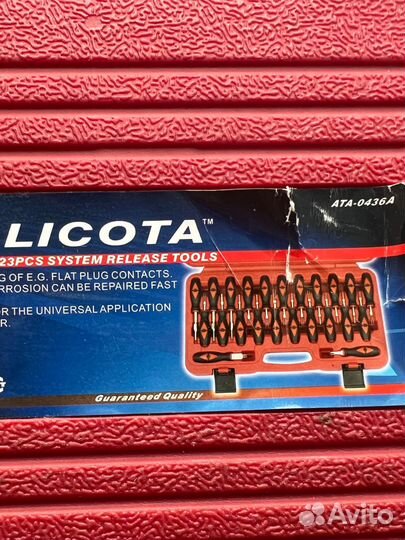 ATA-0436A
LICOTA™
23PCS SYSTEM RELEASE TOOLS
G OF E.G. FLAT PLUG CONTACTS.
RROSION CAN BE REPAIRED FAST
OR THE UNIVERSAL APPLICATION
R.
G
Guaranteed Quality
Avito